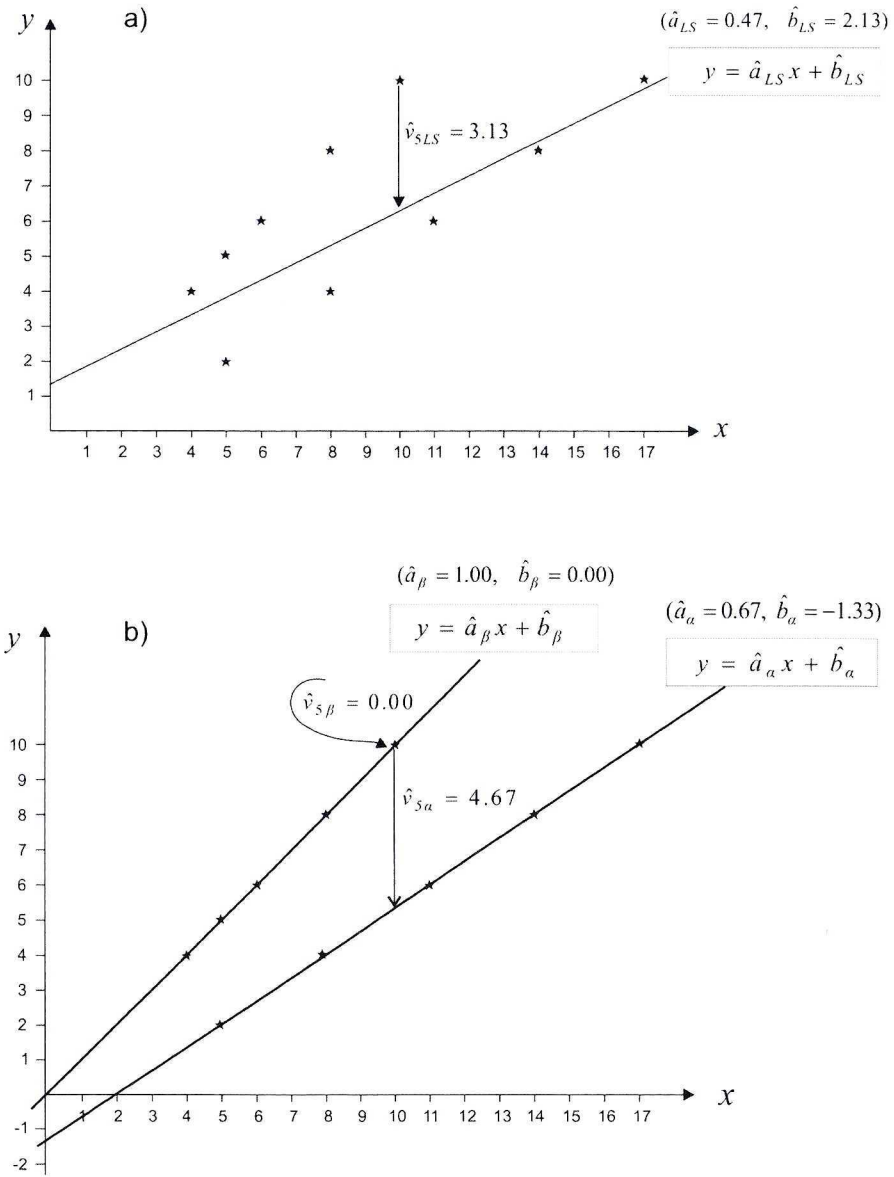 y
a)
(â_LS = 0.47, b̂_LS = 2.13)
y = â_LS x + b̂_LS
v̂_5LS = 3.13
10
9
8
7
6
5
4
3
2
1
1 2 3 4 5 6 7 8 9 10 11 12 13 14 15 16 17
x
(â_β = 1.00, b̂_β = 0.00)
y = â_β x + b̂_β
(â_α = 0.67, b̂_α = −1.33)
y = â_α x + b̂_α
y
b)
v̂_5β = 0.00
v̂_5α = 4.67
10
9
8
7
6
5
4
3
2
1
-1
-2
1 2 3 4 5 6 7 8 9 10 11 12 13 14 15 16 17
x